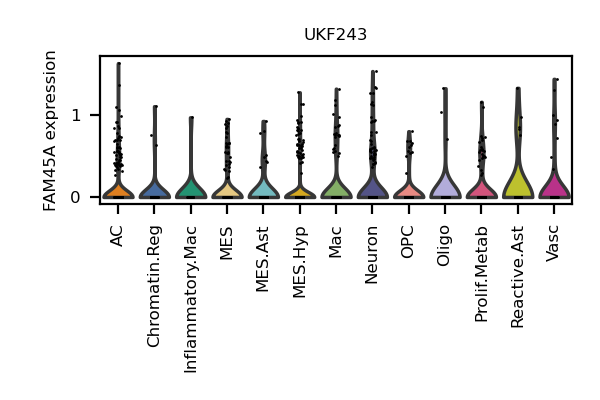 UKF243
FAM45A expression
1
0
AC
Chromatin.Reg
Inflammatory.Mac
MES
MES.Ast
MES.Hyp
Mac
Neuron
OPC
Oligo
Prolif.Metab
Reactive.Ast
Vasc